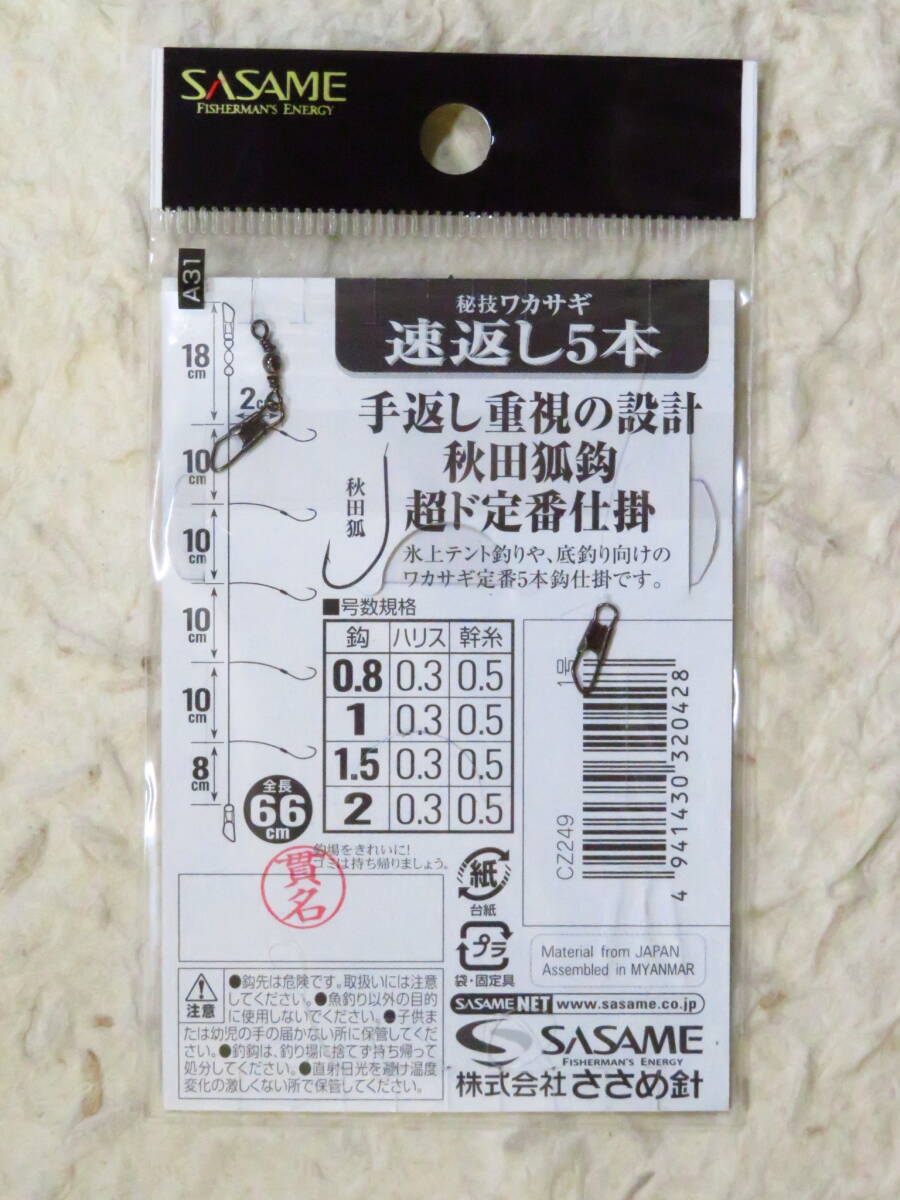 SASAME
FISHERMAN'S ENERGY
A31
秘技ワカサギ
速返し5本
手返し重視の設計
秋田狐鈎
超ド定番仕掛
氷上テント釣りや、底釣り向けの
ワカサギ定番5本鈎仕掛です。
秋田狐
18cm
2c
10cm
10cm
10cm
10cm
8cm
全長
66cm
■号数規格
鈎 ハリス 幹糸
0.8 0.3 0.5
1 0.3 0.5
1.5 0.3 0.5
2 0.3 0.5
釣場をきれいに!
ゴミは持ち帰りましょう。
貫名
1号
CZ249
4 941430 320428
紙
台紙
プラ
袋・固定具
Material from JAPAN
Assembled in MYANMAR
注意
●鈎先は危険です。取扱いには注意
してください。●魚釣り以外の目的
に使用しないでください。●子供ま
たは幼児の手の届かない所に保管してくだ
さい。●釣鈎は、釣り場に捨てず持ち帰って
処分してください。●直射日光を避け温度
変化の激しくない所で保管してください。
SASAME NET www.sasame.co.jp
SASAME
FISHERMAN'S ENERGY
株式会社ささめ針